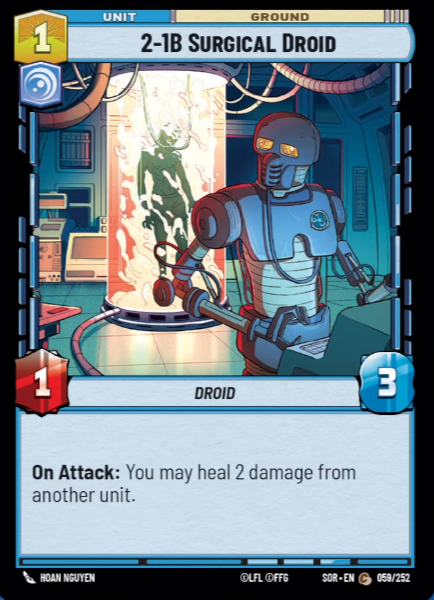 UNIT GROUND
1 2-1B SURGICAL DROID
1 DROID 3
On Attack: You may heal 2 damage from
another unit.
HOAN NGUYEN ©LFL ©FFG SOR • EN C 059/252